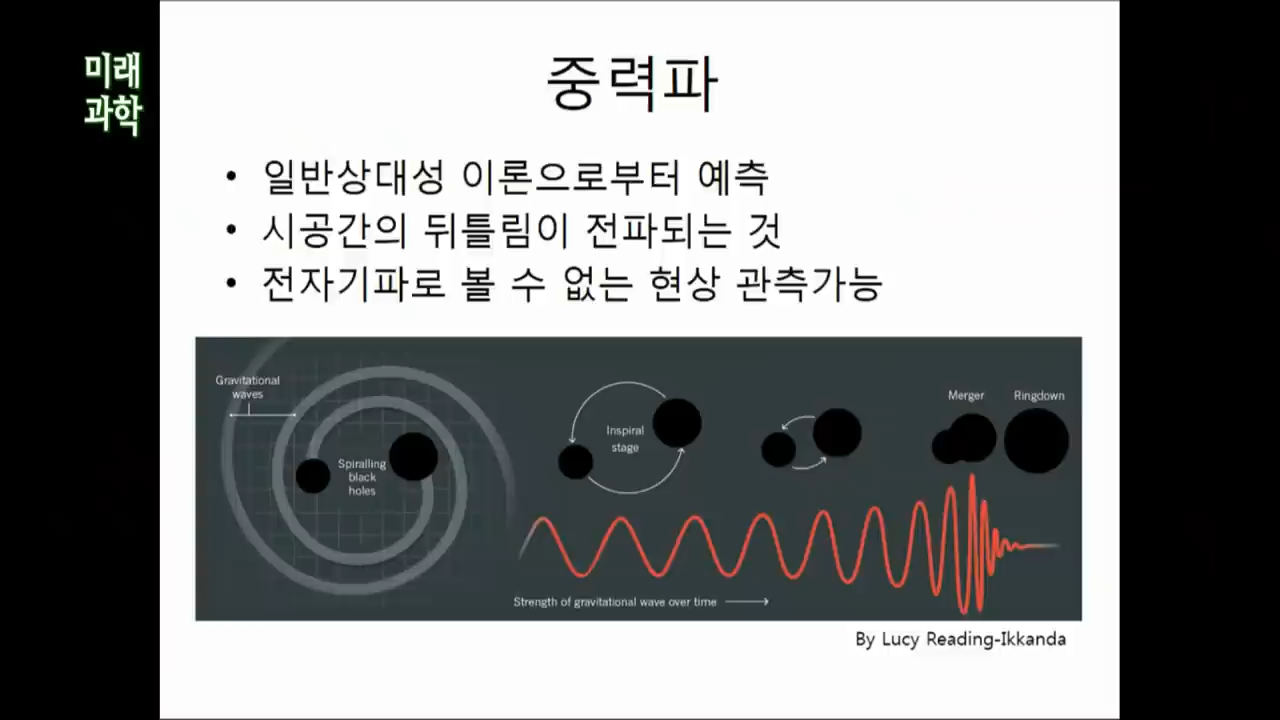 미래
과학
중력파
• 일반상대성 이론으로부터 예측
• 시공간의 뒤틀림이 전파되는 것
• 전자기파로 볼 수 없는 현상 관측가능
Gravitational
waves
Spiralling
black
holes
Inspiral
stage
Merger
Ringdown
Strength of gravitational wave over time
By Lucy Reading-Ikkanda